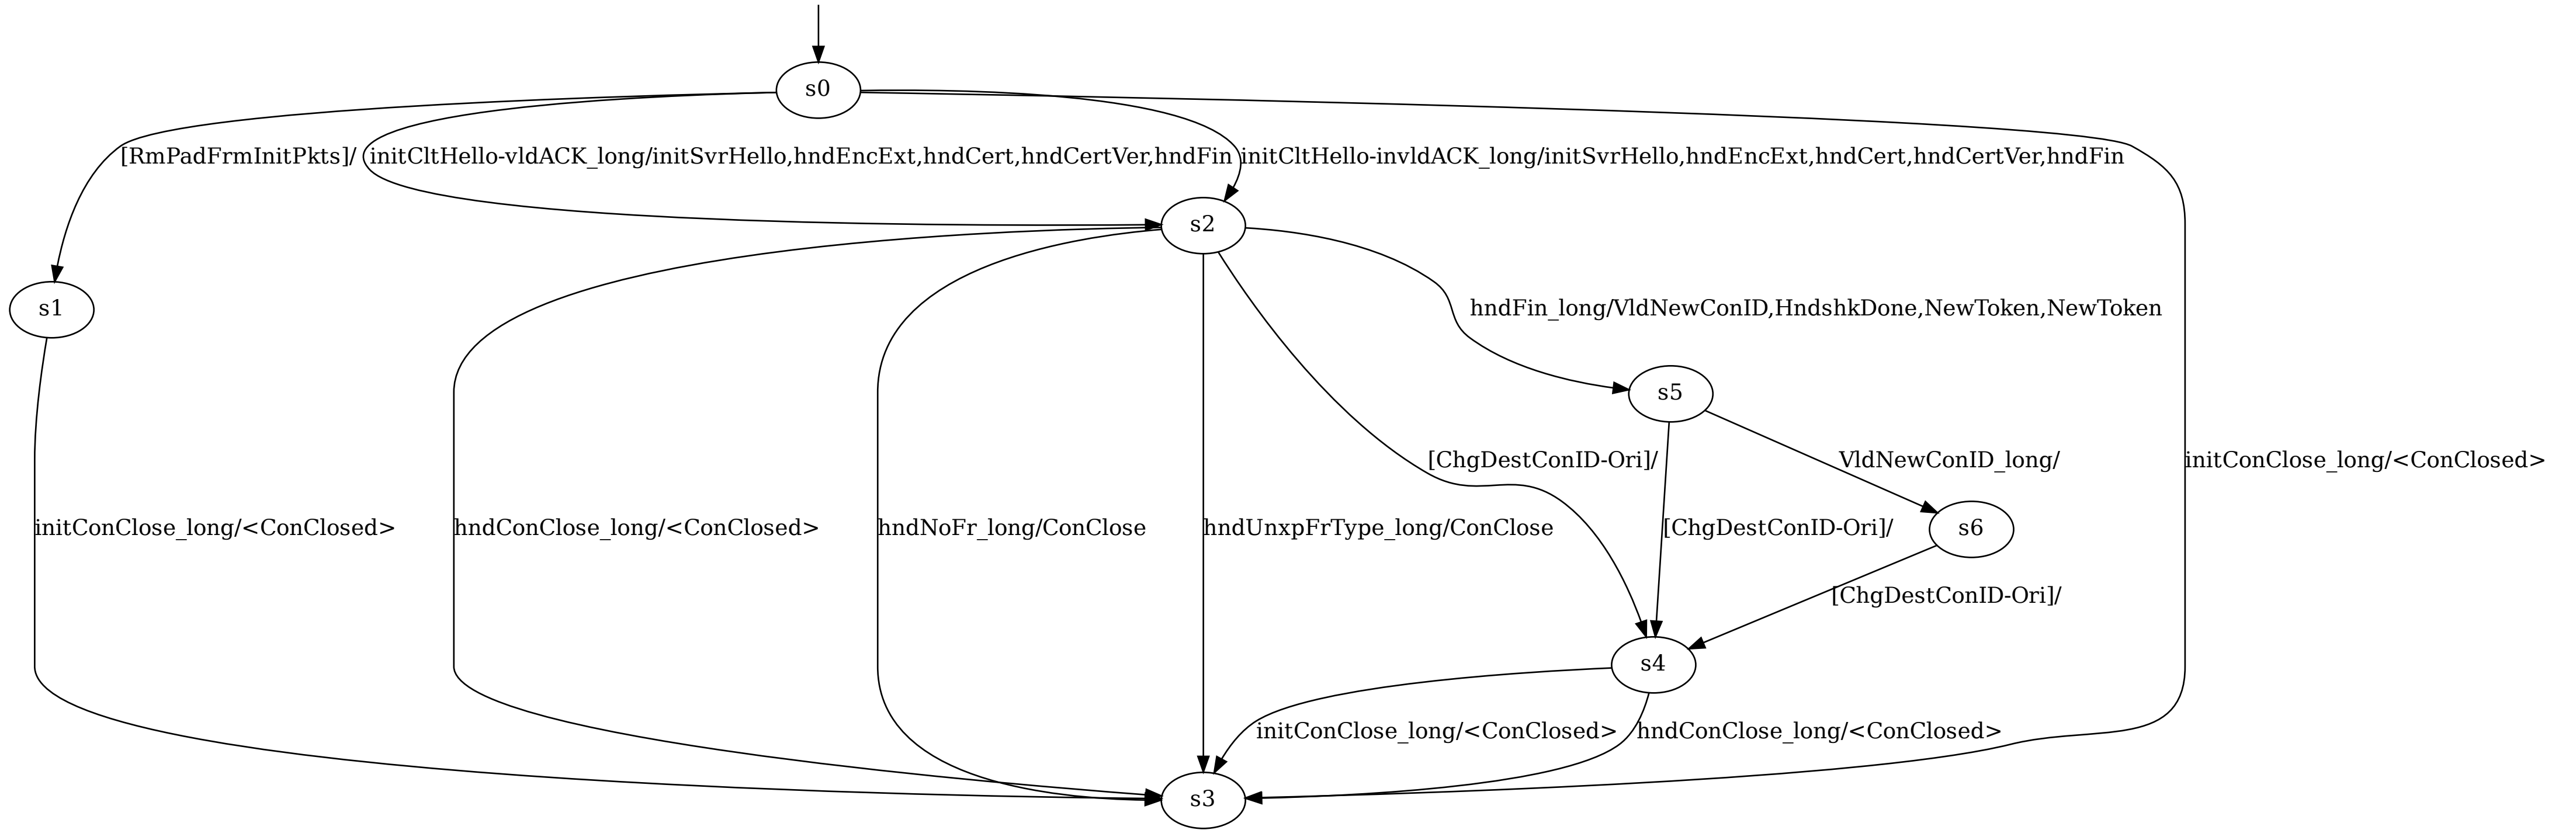 s0
[RmPadFrmInitPkts]/
initCltHello-vldACK_long/initSvrHello,hndEncExt,hndCert,hndCertVer,hndFin
initCltHello-invldACK_long/initSvrHello,hndEncExt,hndCert,hndCertVer,hndFin
s2
s1
hndFin_long/VldNewConID,HndshkDone,NewToken,NewToken
s5
[ChgDestConID-Ori]/
VldNewConID_long/
initConClose_long/<ConClosed>
initConClose_long/<ConClosed>
hndConClose_long/<ConClosed>
hndNoFr_long/ConClose
hndUnxpFrType_long/ConClose
[ChgDestConID-Ori]/
s6
[ChgDestConID-Ori]/
s4
initConClose_long/<ConClosed>
hndConClose_long/<ConClosed>
s3